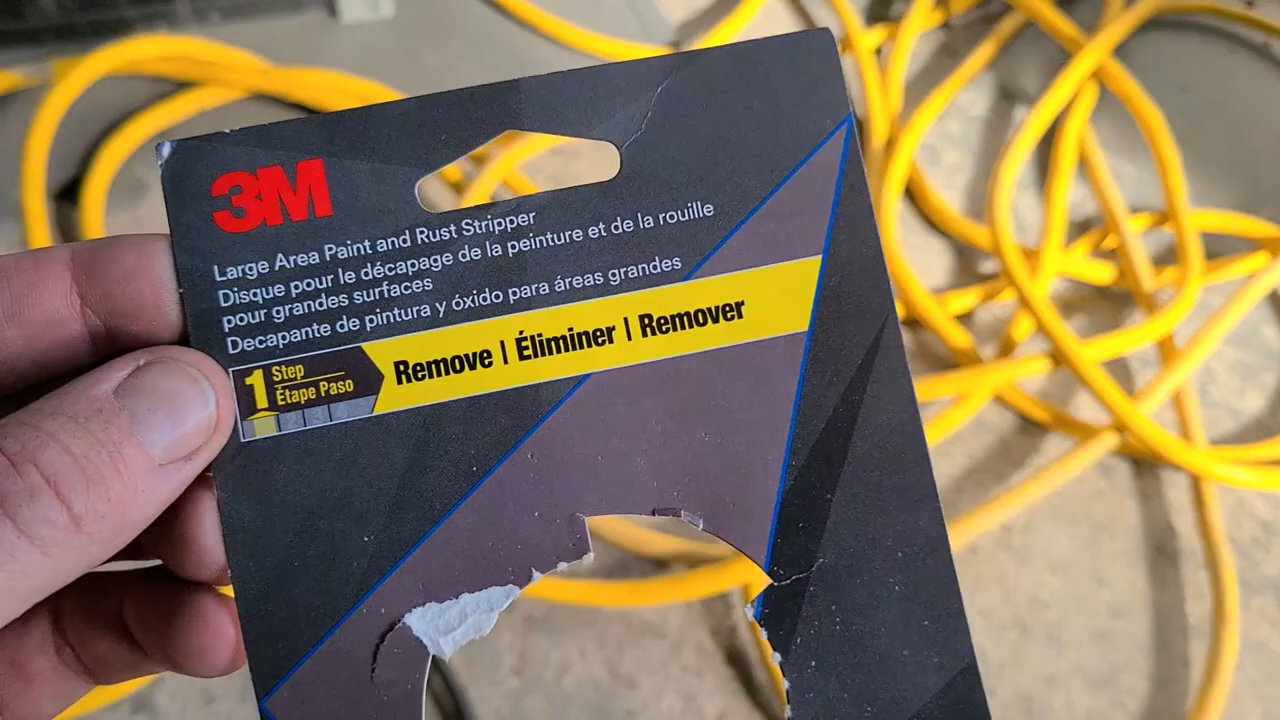 3M
Large Area Paint and Rust Stripper
Disque pour le décapage de la peinture et de la rouille
pour grandes surfaces
Decapante de pintura y óxido para áreas grandes
1 Step
Étape Paso
Remove | Éliminer | Remover